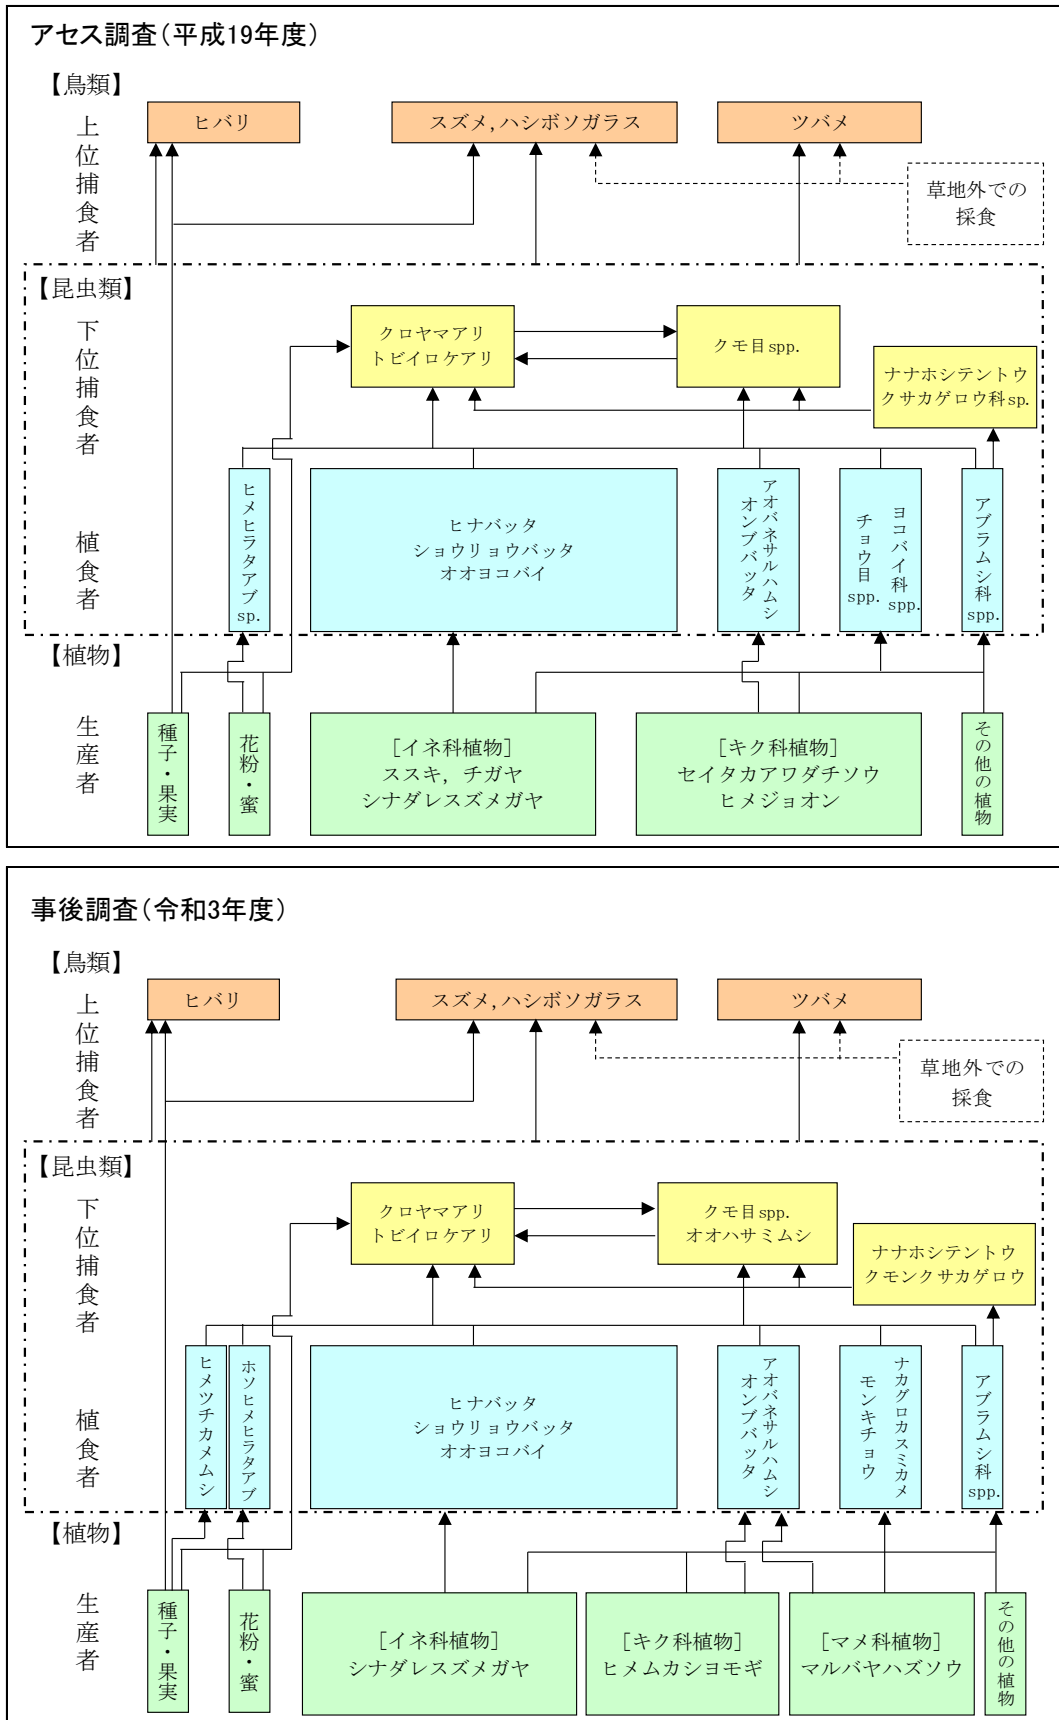 アセス調査（平成19年度）
【鳥類】
上位捕食者
ヒバリ
スズメ，ハシボソガラス
ツバメ
草地外での
採食
【昆虫類】
下位捕食者
クロヤマアリ
トビイロケアリ
クモ目spp.
ナナホシテントウ
クサカゲロウ科sp.
植食者
ヒメヒラタアブsp.
ヒナバッタ
ショウリョウバッタ
オオヨコバイ
アオバネサルハムシ
オンブバッタ
ヨコバイ科spp.
チョウ目spp.
アブラムシ科spp.
【植物】
生産者
種子・果実
花粉・蜜
［イネ科植物］
ススキ，チガヤ
シナダレスズメガヤ
［キク科植物］
セイタカアワダチソウ
ヒメジョオン
その他の植物
事後調査（令和3年度）
【鳥類】
上位捕食者
ヒバリ
スズメ，ハシボソガラス
ツバメ
草地外での
採食
【昆虫類】
下位捕食者
クロヤマアリ
トビイロケアリ
クモ目spp.
オオハサミムシ
ナナホシテントウ
クモンクサカゲロウ
植食者
ヒメツチカメムシ
ホソヒメヒラタアブ
ヒナバッタ
ショウリョウバッタ
オオヨコバイ
アオバネサルハムシ
オンブバッタ
ナカグロカスミカメ
モンキチョウ
アブラムシ科spp.
【植物】
生産者
種子・果実
花粉・蜜
［イネ科植物］
シナダレスズメガヤ
［キク科植物］
ヒメムカシヨモギ
［マメ科植物］
マルバヤハズソウ
その他の植物